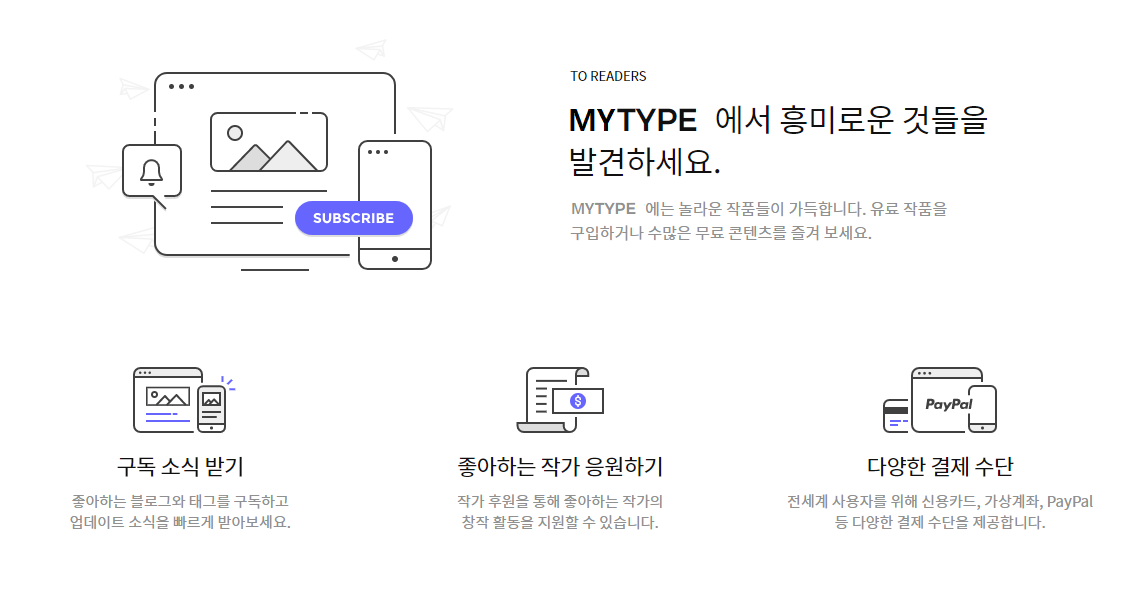 TO READERS
MYTYPE 에서 흥미로운 것들을
발견하세요.
MYTYPE 에는 놀라운 작품들이 가득합니다. 유료 작품을
구입하거나 수많은 무료 콘텐츠를 즐겨 보세요.
SUBSCRIBE
$
PayPal
구독 소식 받기
좋아하는 블로그와 태그를 구독하고
업데이트 소식을 빠르게 받아보세요.
좋아하는 작가 응원하기
작가 후원을 통해 좋아하는 작가의
창작 활동을 지원할 수 있습니다.
다양한 결제 수단
전세계 사용자를 위해 신용카드, 가상계좌, PayPal
등 다양한 결제 수단을 제공합니다.